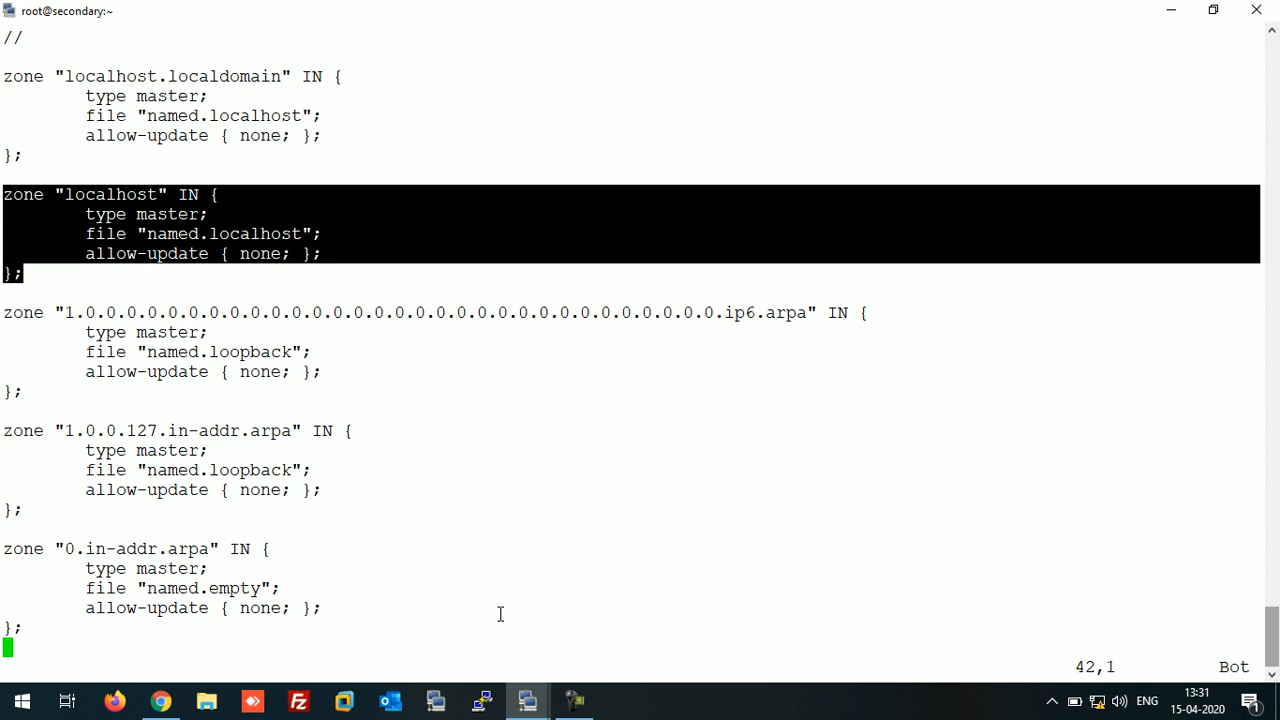 root@secondary:~
//
zone "localhost.localdomain" IN {
        type master;
        file "named.localhost";
        allow-update { none; };
};
zone "localhost" IN {
        type master;
        file "named.localhost";
        allow-update { none; };
};
zone "1.0.0.0.0.0.0.0.0.0.0.0.0.0.0.0.0.0.0.0.0.0.0.0.0.0.0.0.0.0.0.0.ip6.arpa" IN {
        type master;
        file "named.loopback";
        allow-update { none; };
};
zone "1.0.0.127.in-addr.arpa" IN {
        type master;
        file "named.loopback";
        allow-update { none; };
};
zone "0.in-addr.arpa" IN {
        type master;
        file "named.empty";
        allow-update { none; };
};
42,1 Bot
ENG
13:31
15-04-2020
1